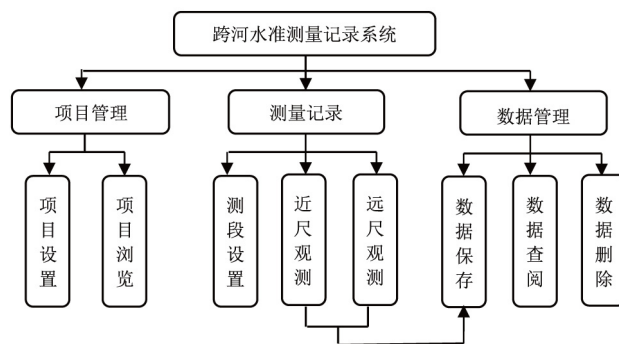 跨河水准测量记录系统
项目管理
测量记录
数据管理
项目设置
项目浏览
测段设置
近尺观测
远尺观测
数据保存
数据查阅
数据删除